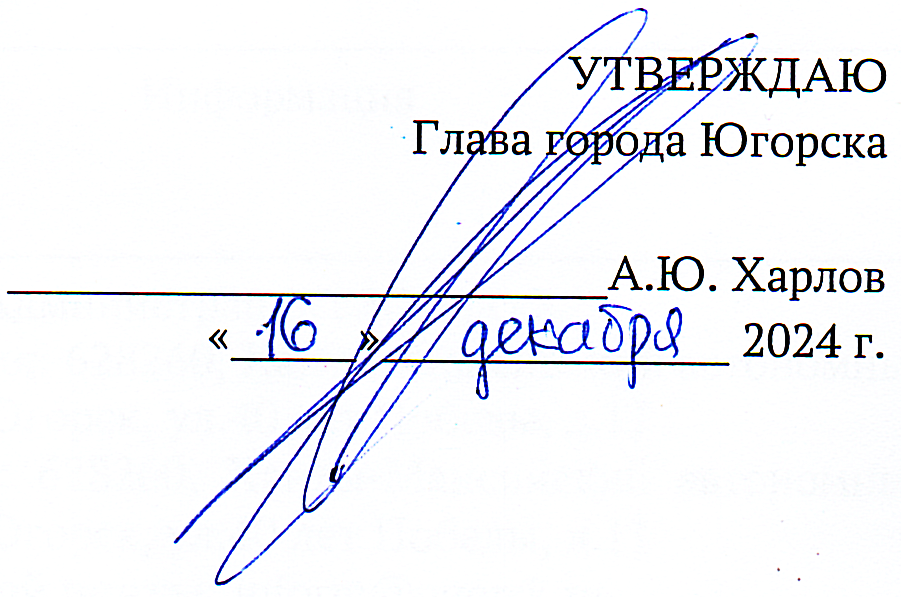 УТВЕРЖДАЮ
Глава города Югорска
А.Ю. Харлов
« 16 » декабря 2024 г.